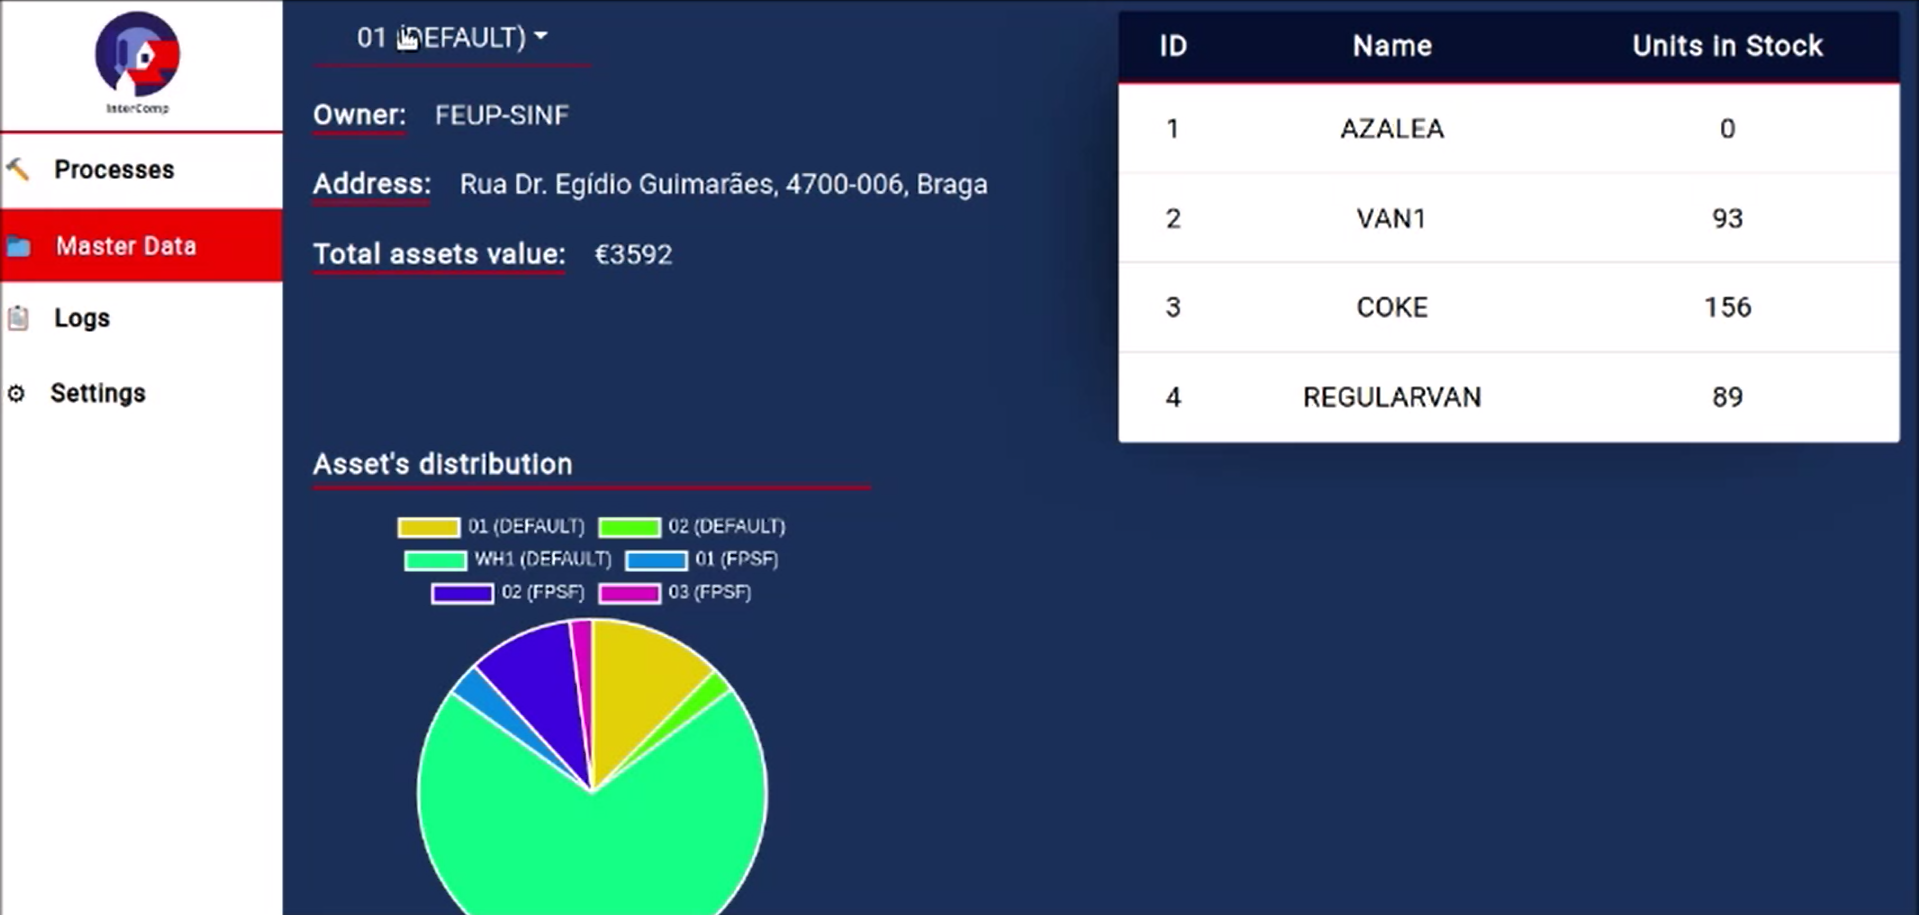 InterComp
Processes
Master Data
Logs
Settings
01 (DEFAULT)
Owner: FEUP-SINF
Address: Rua Dr. Egídio Guimarães, 4700-006, Braga
Total assets value: €3592
Asset's distribution
01 (DEFAULT) 02 (DEFAULT)
WH1 (DEFAULT) 01 (FPSF)
02 (FPSF) 03 (FPSF)
ID Name Units in Stock
1 AZALEA 0
2 VAN1 93
3 COKE 156
4 REGULARVAN 89